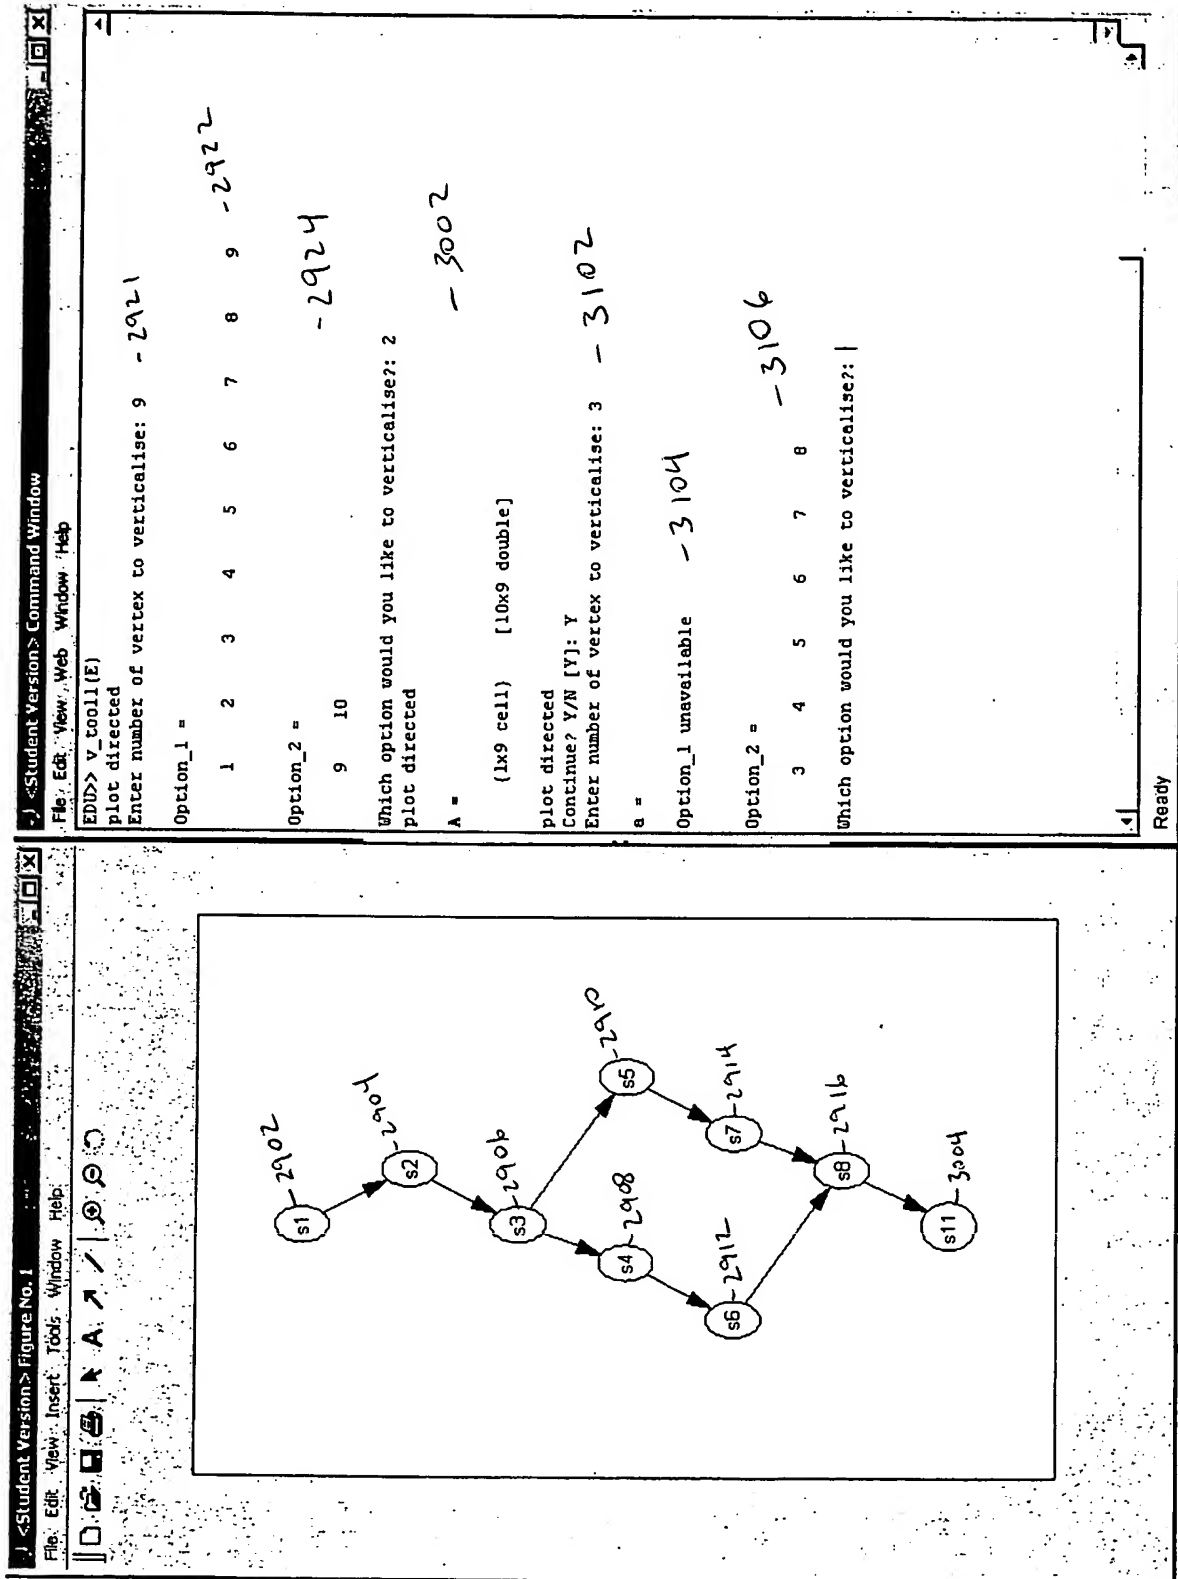 <Student Version> Figure No. 1
File Edit View Insert Tools Window Help
A
s1 -2902
s2 -2904
s3 -2906
s4 -2908
s5 -2910
s6 -2912
s7 -2914
s8 -2916
s11 -3004
<Student Version> Command Window
File Edit View Web Window Help
EDU>> v_tool1(E)
plot directed
Enter number of vertex to verticalise: 9 -2921
Option_1 =
1 2 3 4 5 6 7 8 9 -2922
Option_2 = -2924
9 10
Which option would you like to verticalise?: 2
plot directed
A = -3002
{1x9 cell} [10x9 double]
plot directed
Continue? Y/N [Y]: Y
Enter number of vertex to verticalise: 3 -3102
a =
Option_1 unavailable -3104
Option_2 = -3106
3 4 5 6 7 8
Which option would you like to verticalise?: |
Ready